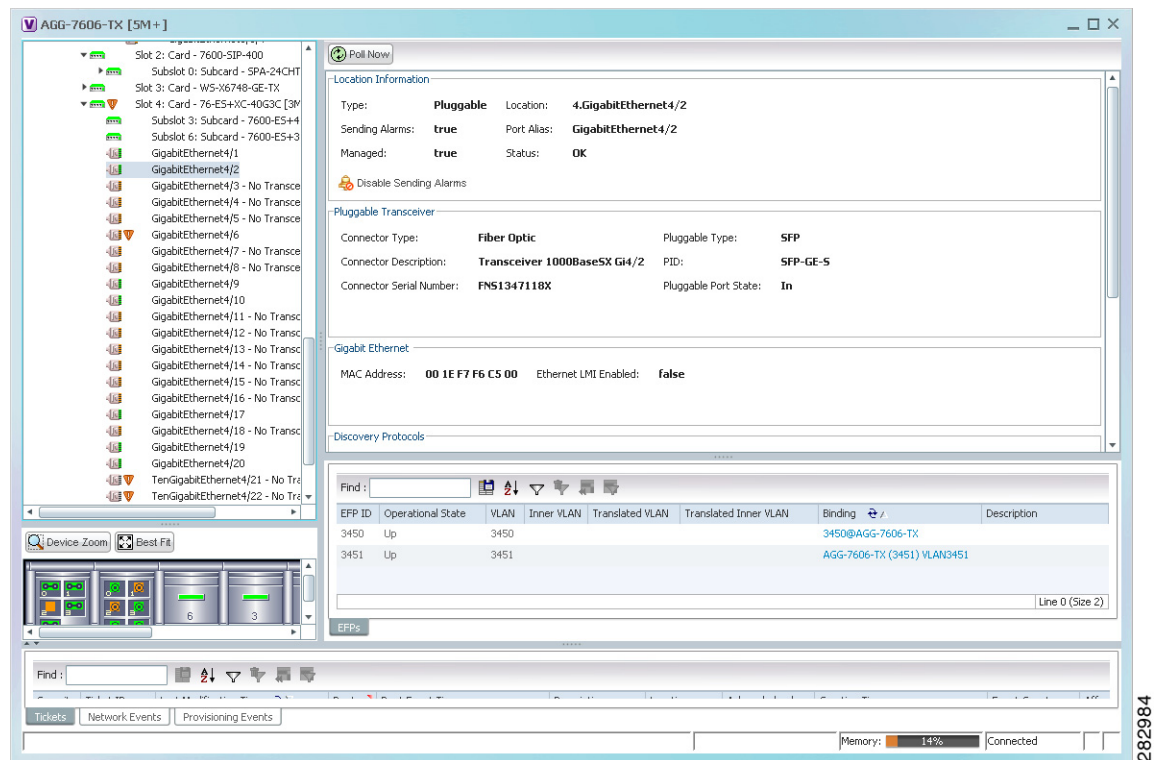 AGG-7606-TX [5M+]
Slot 2: Card - 7600-SIP-400
Subslot 0: Subcard - SPA-24CHT
Slot 3: Card - WS-X6748-GE-TX
Slot 4: Card - 76-ES+XC-40G3C [3M
Subslot 3: Subcard - 7600-ES+4
Subslot 6: Subcard - 7600-ES+3
GigabitEthernet4/1
GigabitEthernet4/2
GigabitEthernet4/3 - No Transce
GigabitEthernet4/4 - No Transce
GigabitEthernet4/5 - No Transce
GigabitEthernet4/6
GigabitEthernet4/7 - No Transce
GigabitEthernet4/8 - No Transce
GigabitEthernet4/9
GigabitEthernet4/10
GigabitEthernet4/11 - No Transc
GigabitEthernet4/12 - No Transc
GigabitEthernet4/13 - No Transc
GigabitEthernet4/14 - No Transc
GigabitEthernet4/15 - No Transc
GigabitEthernet4/16 - No Transc
GigabitEthernet4/17
GigabitEthernet4/18 - No Transc
GigabitEthernet4/19
GigabitEthernet4/20
TenGigabitEthernet4/21 - No Tra
TenGigabitEthernet4/22 - No Tra
Device Zoom Best Fit
6 3
Poll Now
Location Information
Type: Pluggable Location: 4.GigabitEthernet4/2
Sending Alarms: true Port Alias: GigabitEthernet4/2
Managed: true Status: OK
Disable Sending Alarms
Pluggable Transceiver
Connector Type: Fiber Optic Pluggable Type: SFP
Connector Description: Transceiver 1000BaseSX Gi4/2 PID: SFP-GE-S
Connector Serial Number: FNS1347118X Pluggable Port State: In
Gigabit Ethernet
MAC Address: 00 1E F7 F6 C5 00 Ethernet LMI Enabled: false
Discovery Protocols
Find :
EFP ID Operational State VLAN Inner VLAN Translated VLAN Translated Inner VLAN Binding Description
3450 Up 3450 3450@AGG-7606-TX
3451 Up 3451 AGG-7606-TX (3451) VLAN3451
Line 0 (Size 2)
EFPs
Find :
Tickets Network Events Provisioning Events
Memory: 14% Connected
282984